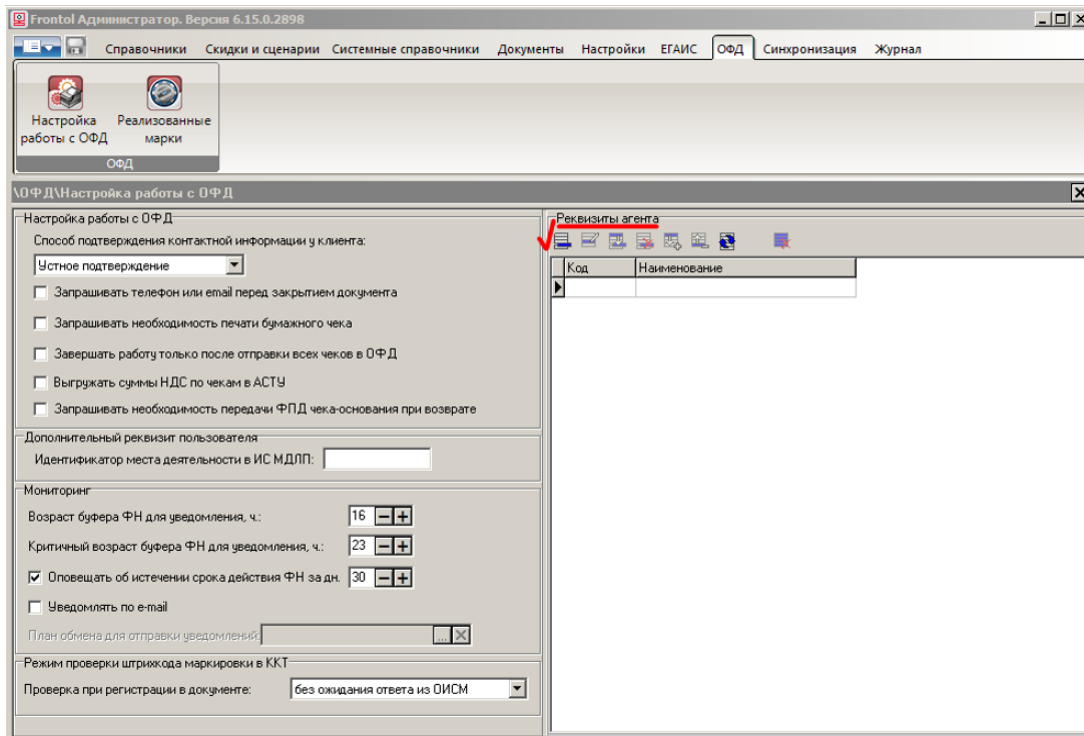 Frontol Администратор. Версия 6.15.0.2898
Справочники Скидки и сценарии Системные справочники Документы Настройки ЕГАИС ОФД Синхронизация Журнал
Настройка работы с ОФД
Реализованные марки
ОФД
\ОФД\Настройка работы с ОФД
Настройка работы с ОФД
Способ подтверждения контактной информации у клиента:
Устное подтверждение
Запрашивать телефон или email перед закрытием документа
Запрашивать необходимость печати бумажного чека
Завершать работу только после отправки всех чеков в ОФД
Выгружать суммы НДС по чекам в АСТУ
Запрашивать необходимость передачи ФПД чека-основания при возврате
Дополнительный реквизит пользователя
Идентификатор места деятельности в ИС МДЛП:
Мониторинг
Возраст буфера ФН для уведомления, ч.: 16
Критичный возраст буфера ФН для уведомления, ч.: 23
Оповещать об истечении срока действия ФН за дн. 30
Уведомлять по e-mail
План обмена для отправки уведомлений: ...
Режим проверки штрихкода маркировки в ККТ
Проверка при регистрации в документе: без ожидания ответа из ОИСМ
Реквизиты агента
Код Наименование